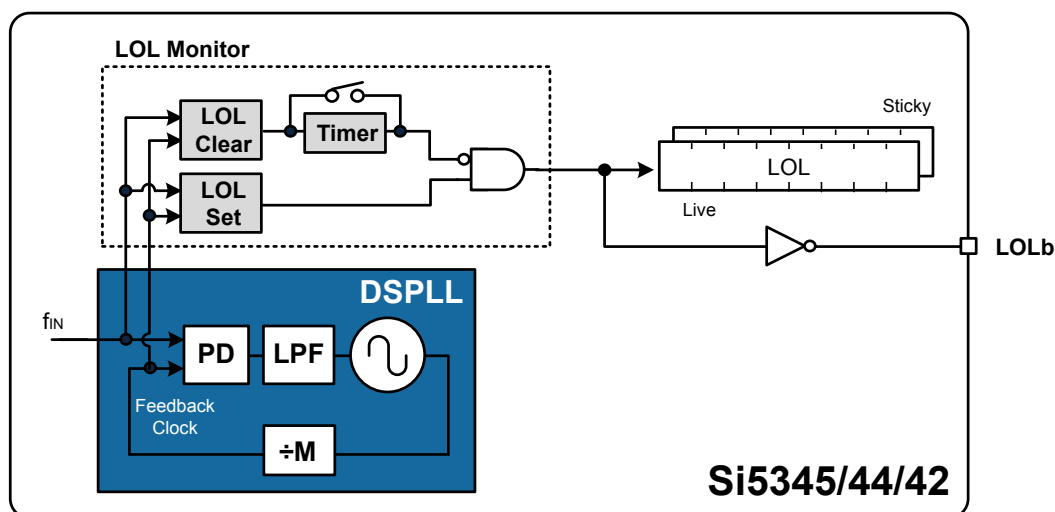 LOL Monitor
LOL
Clear
Timer
LOL
Set
Sticky
LOL
Live
LOLb
DSPLL
fIN
PD
LPF
Feedback
Clock
÷M
Si5345/44/42